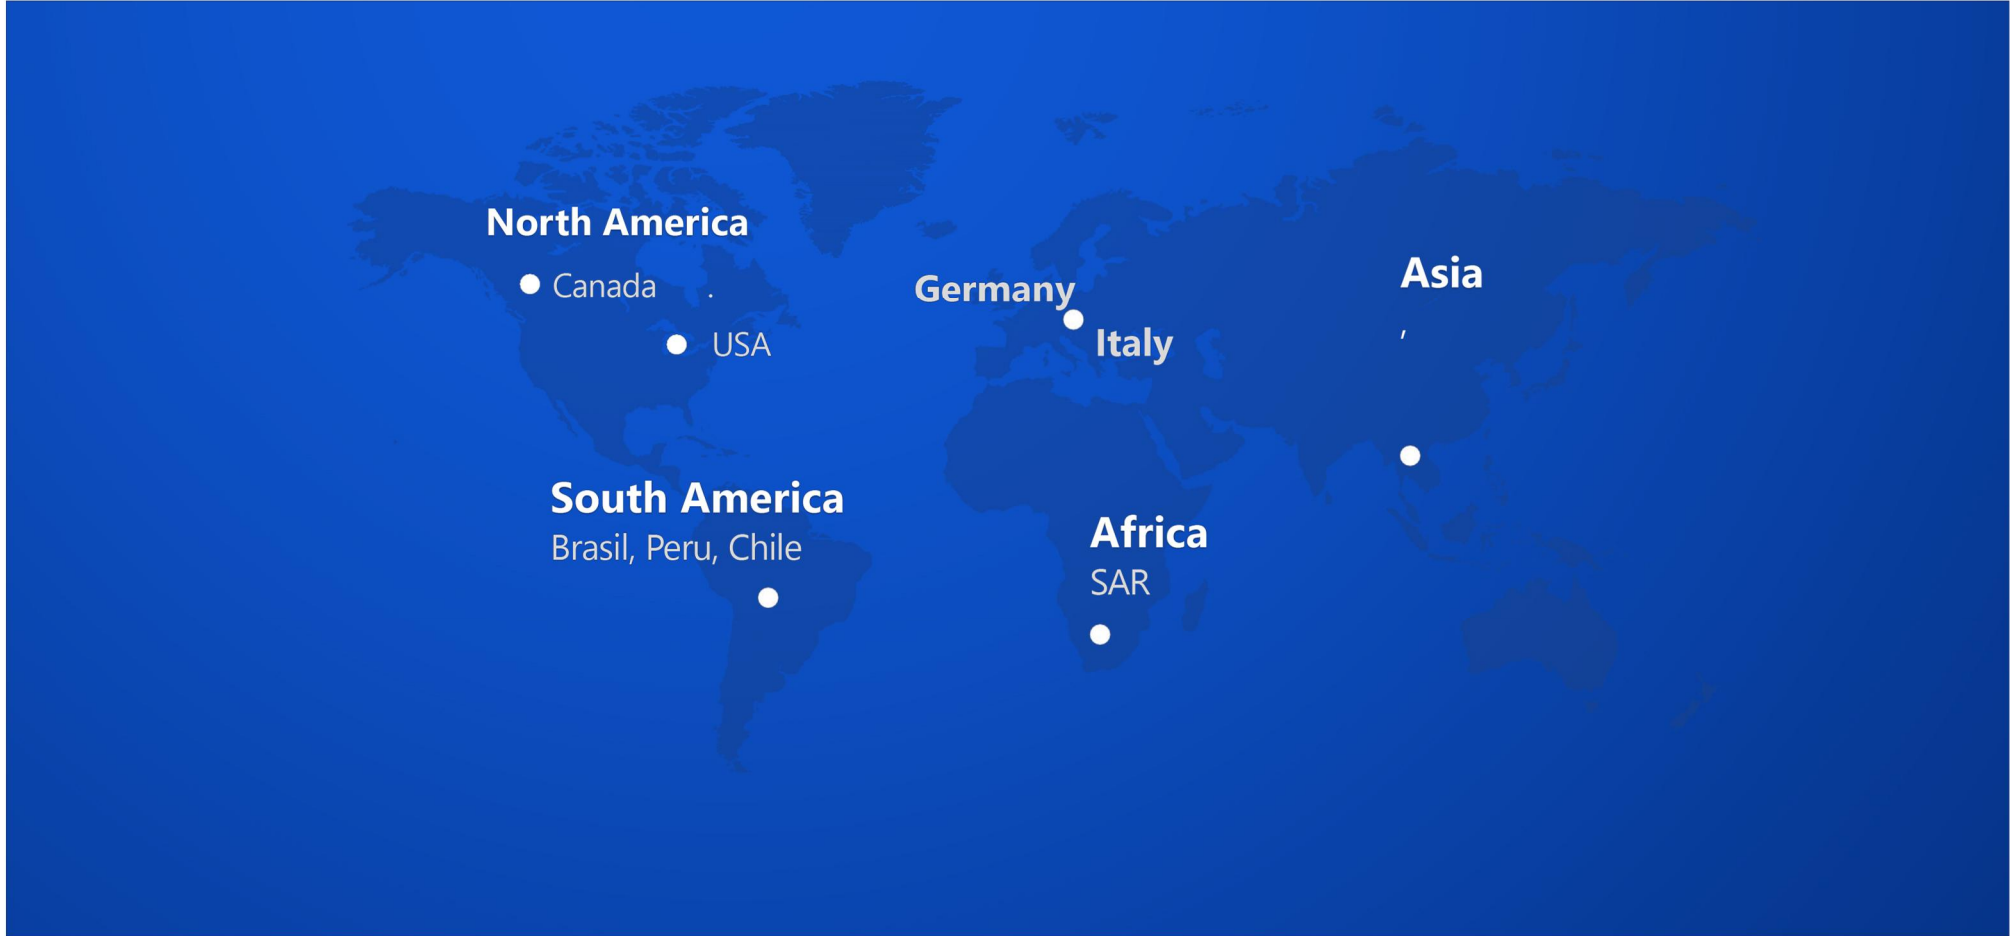 North America
Canada .
USA
Germany
Italy
Asia
,
South America
Brasil, Peru, Chile
Africa
SAR